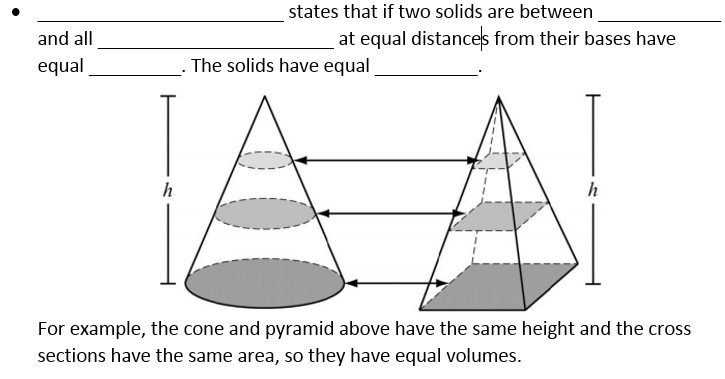 • ______________________ states that if two solids are between ____________
and all _______________________ at equal distances from their bases have
equal _________. The solids have equal __________.
h h
For example, the cone and pyramid above have the same height and the cross
sections have the same area, so they have equal volumes.